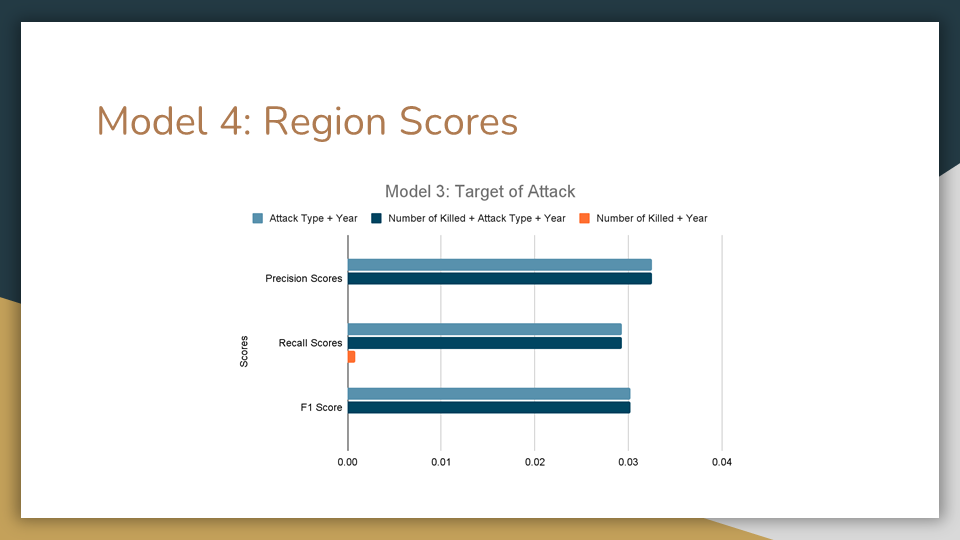 Model 4: Region Scores
Model 3: Target of Attack
Attack Type + Year Number of Killed + Attack Type + Year Number of Killed + Year
Precision Scores
Recall Scores
Scores
F1 Score
0.00 0.01 0.02 0.03 0.04